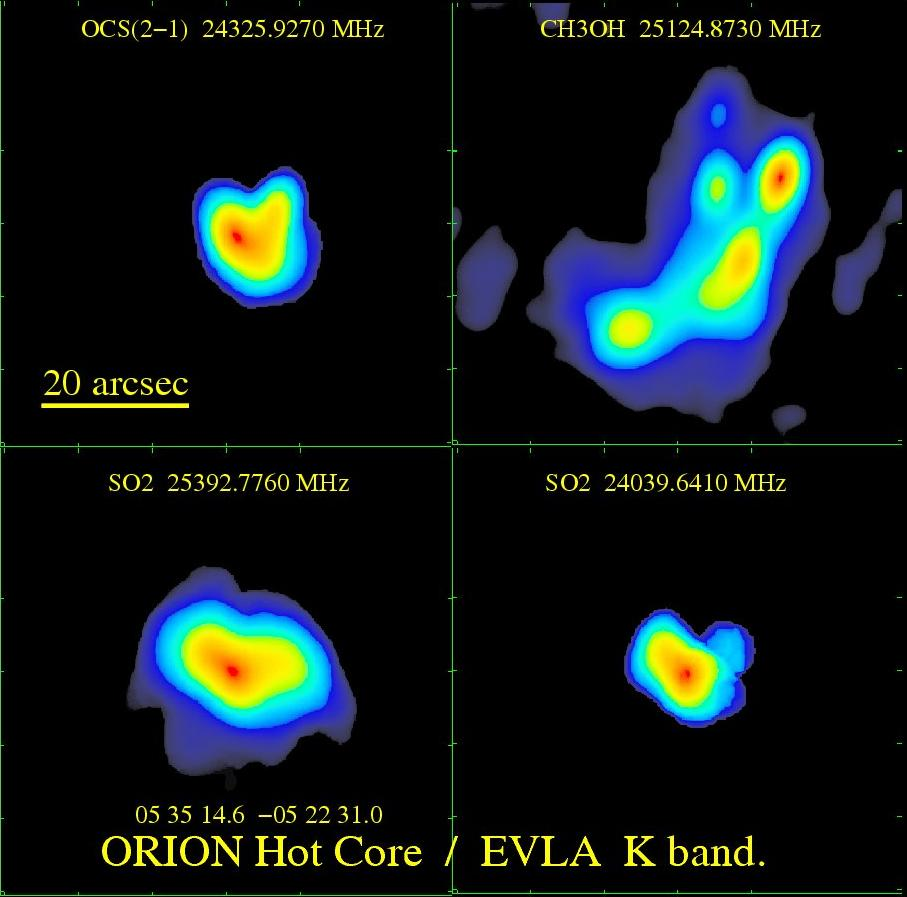 OCS(2−1) 24325.9270 MHz
CH3OH 25124.8730 MHz
20 arcsec
SO2 25392.7760 MHz
SO2 24039.6410 MHz
05 35 14.6 −05 22 31.0
ORION Hot Core / EVLA K band.